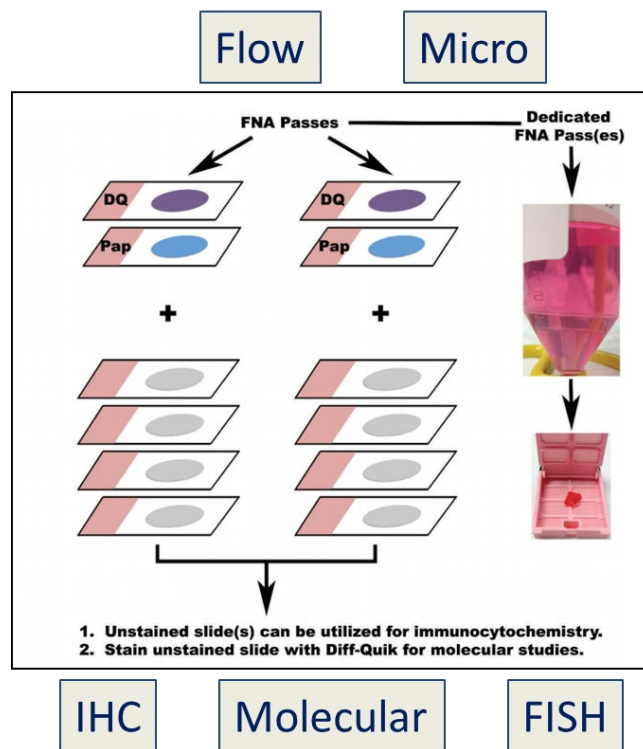 Flow
Micro
FNA Passes
Dedicated
FNA Pass(es)
DQ
DQ
Pap
Pap
+
+
1. Unstained slide(s) can be utilized for immunocytochemistry.
2. Stain unstained slide with Diff-Quik for molecular studies.
IHC
Molecular
FISH